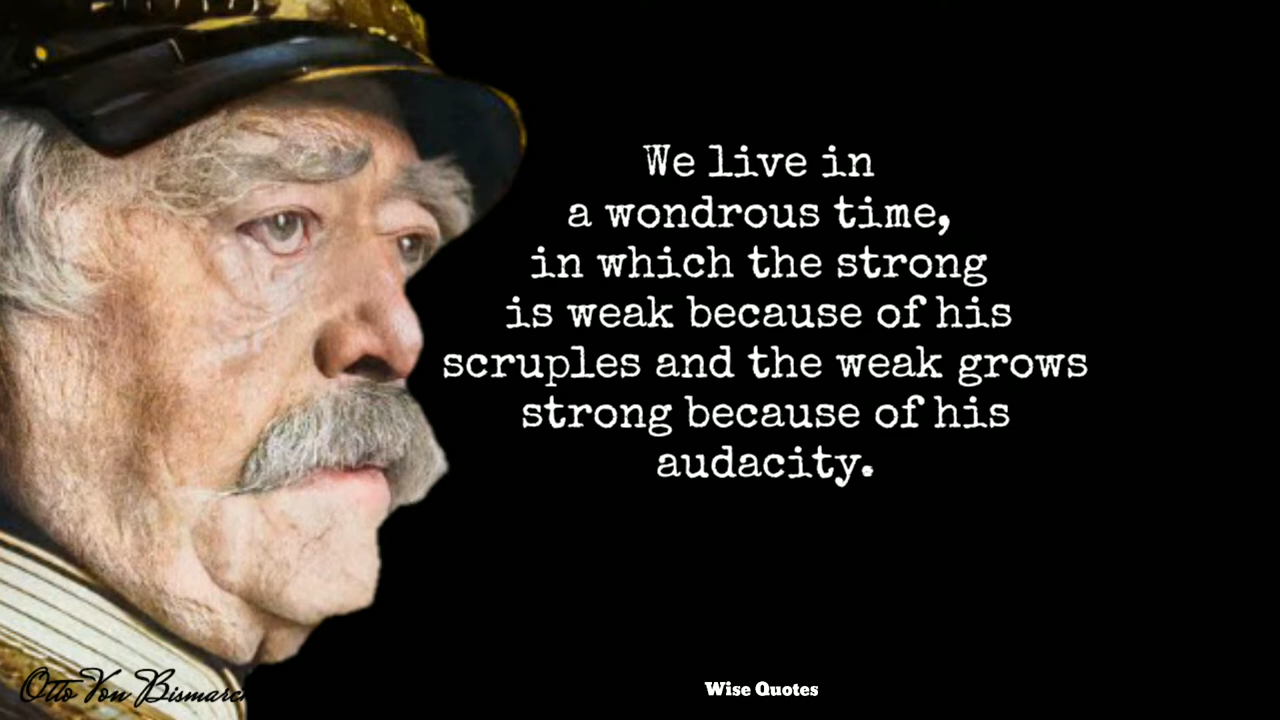 We live in
a wondrous time,
in which the strong
is weak because of his
scruples and the weak grows
strong because of his
audacity.
Otto Von Bismarck
Wise Quotes